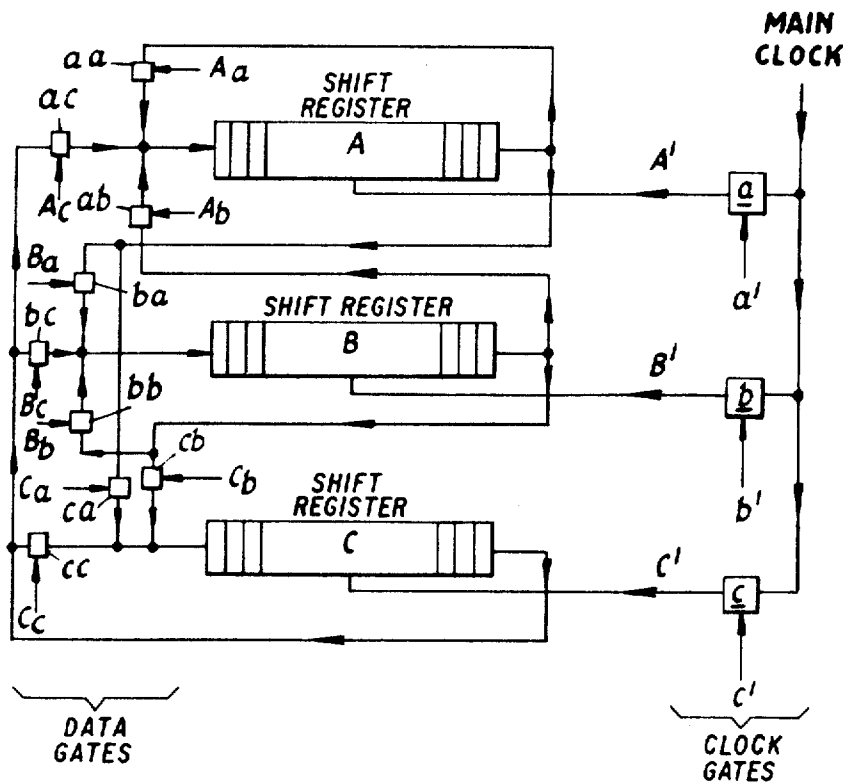 MAIN
CLOCK
aa
Aa
SHIFT
REGISTER
ac
A
A'
a
Ac
ab
Ab
a'
Ba
ba
SHIFT REGISTER
bc
B
B'
b
Bc
bb
Bb
cb
b'
Ca
Cb
ca
SHIFT
REGISTER
C
C'
cc
c
Cc
c'
DATA
GATES
CLOCK
GATES